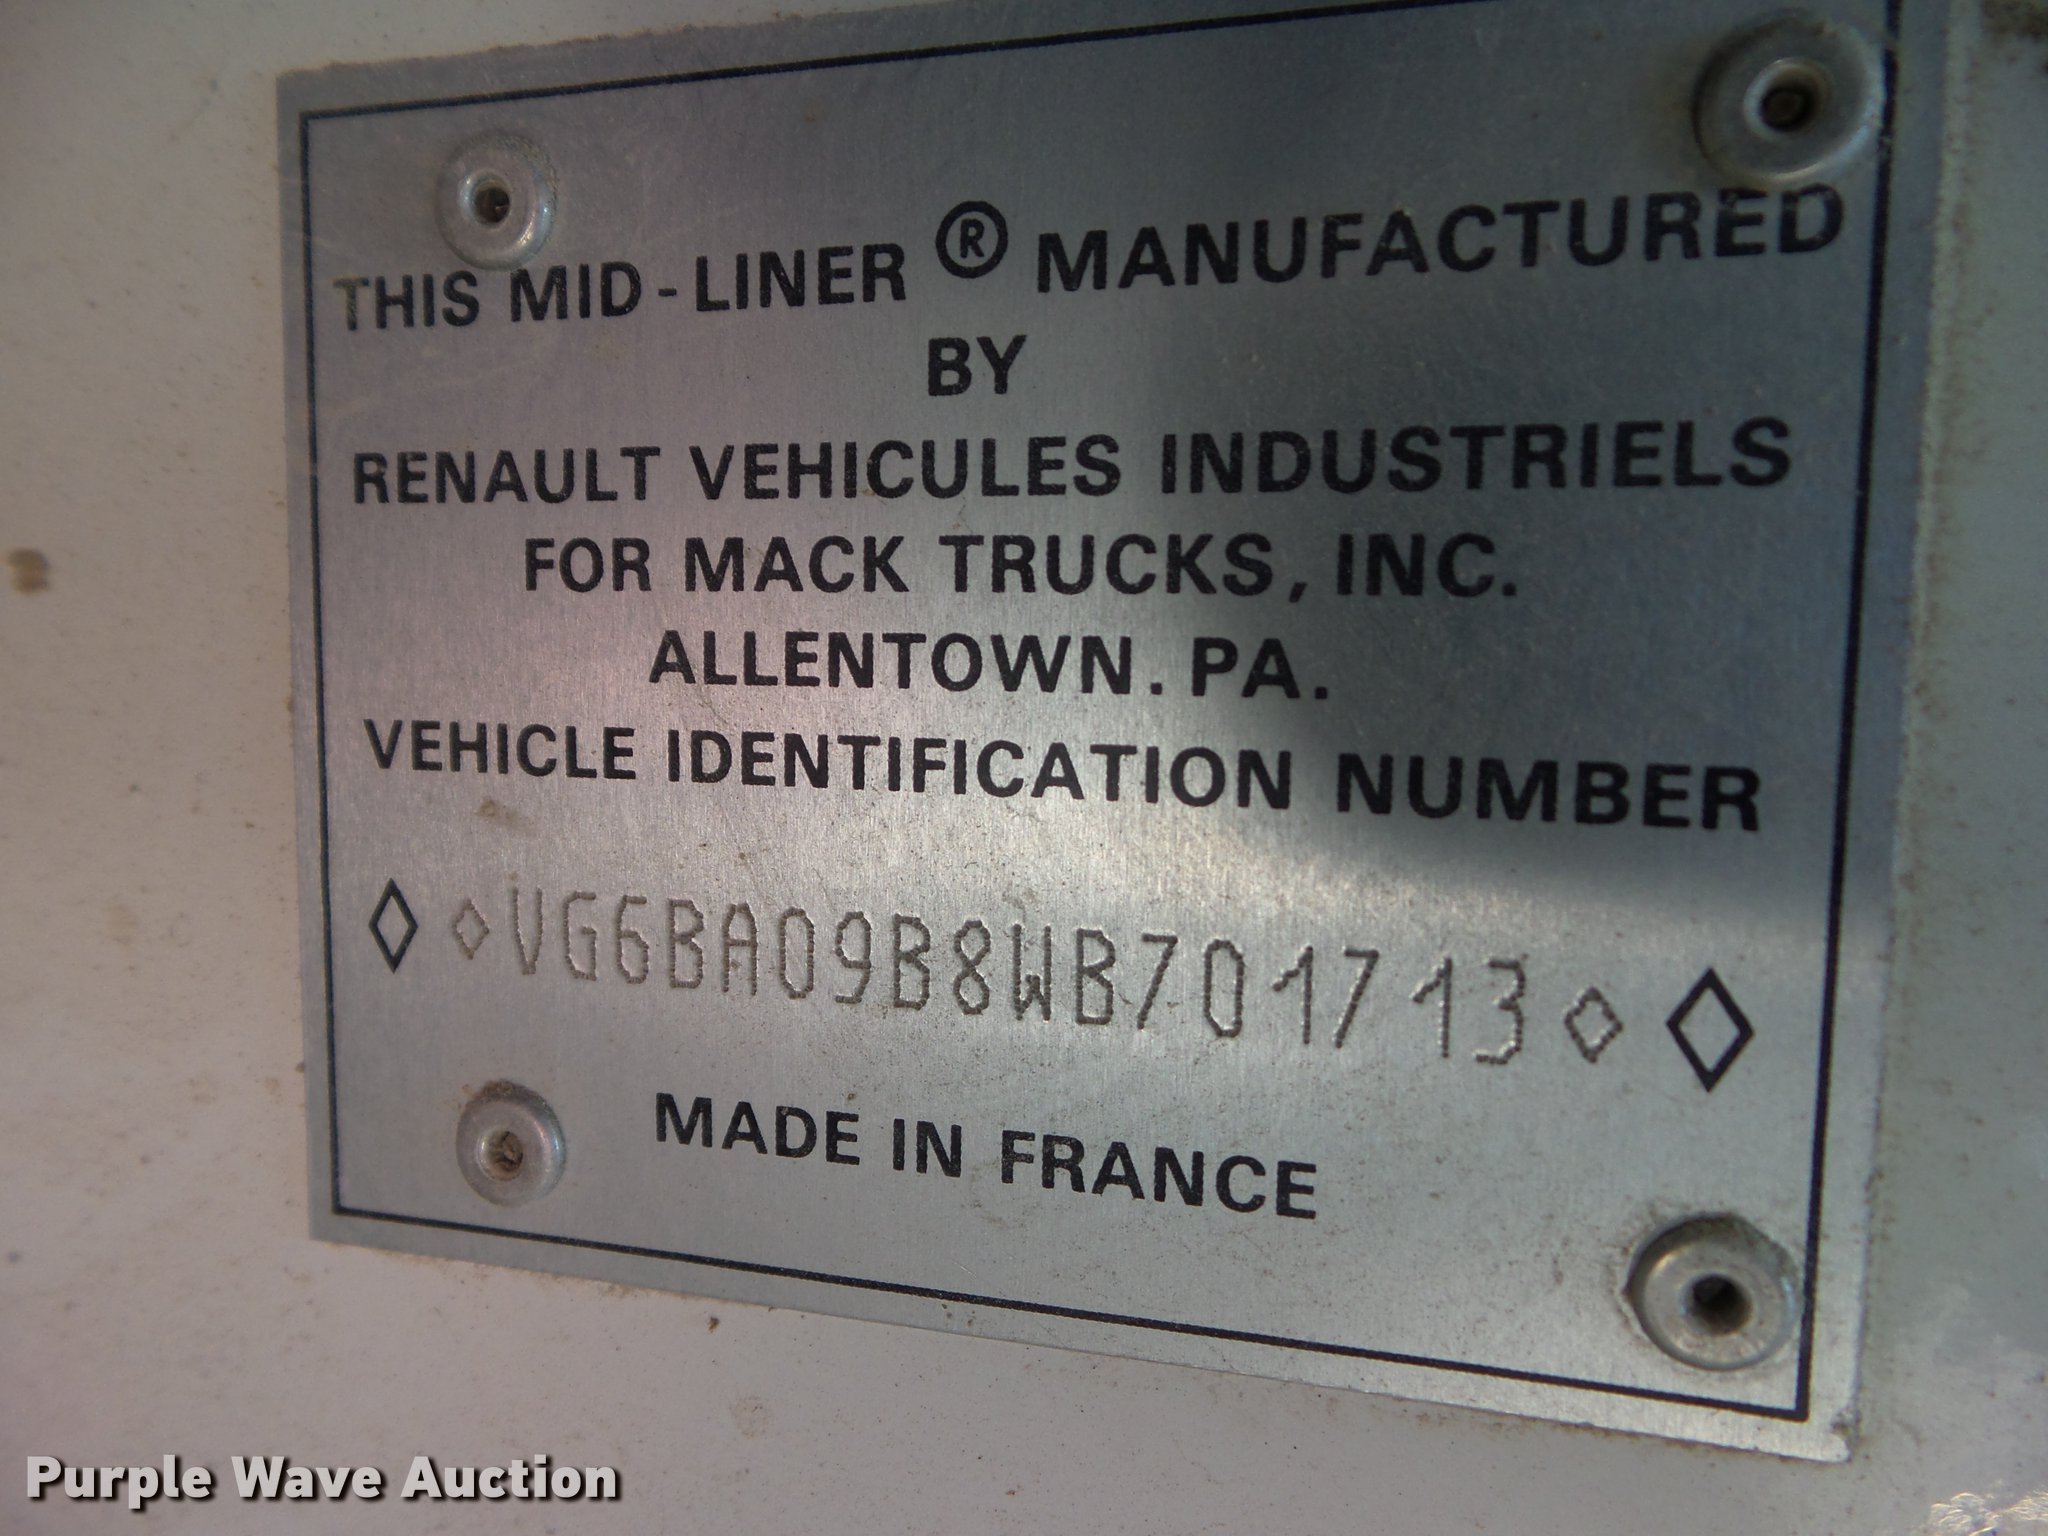 THIS MID-LINER ® MANUFACTURED
BY
RENAULT VEHICULES INDUSTRIELS
FOR MACK TRUCKS, INC.
ALLENTOWN. PA.
VEHICLE IDENTIFICATION NUMBER
◊ ◊VG6BA09B8WB701713◊ ◊
MADE IN FRANCE
Purple Wave Auction